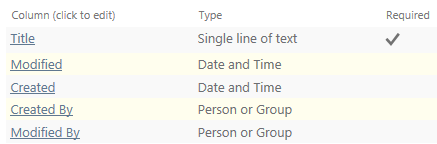 Column (click to edit) Type Required
Title Single line of text
Modified Date and Time
Created Date and Time
Created By Person or Group
Modified By Person or Group